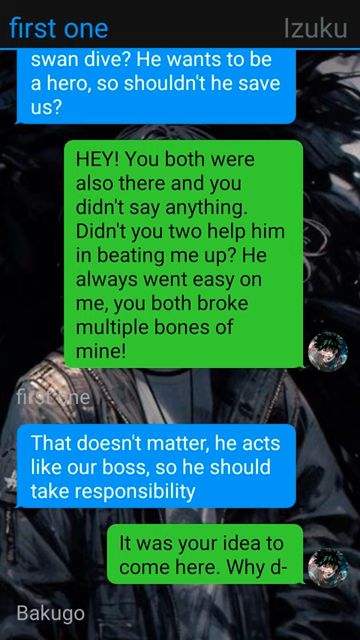 first one
Izuku
swan dive? He wants to be
a hero, so shouldn't he save
us?
HEY! You both were
also there and you
didn't say anything.
Didn't you two help him
in beating me up? He
always went easy on
me, you both broke
multiple bones of
mine!
first one
That doesn't matter, he acts
like our boss, so he should
take responsibility
It was your idea to
come here. Why d-
Bakugo